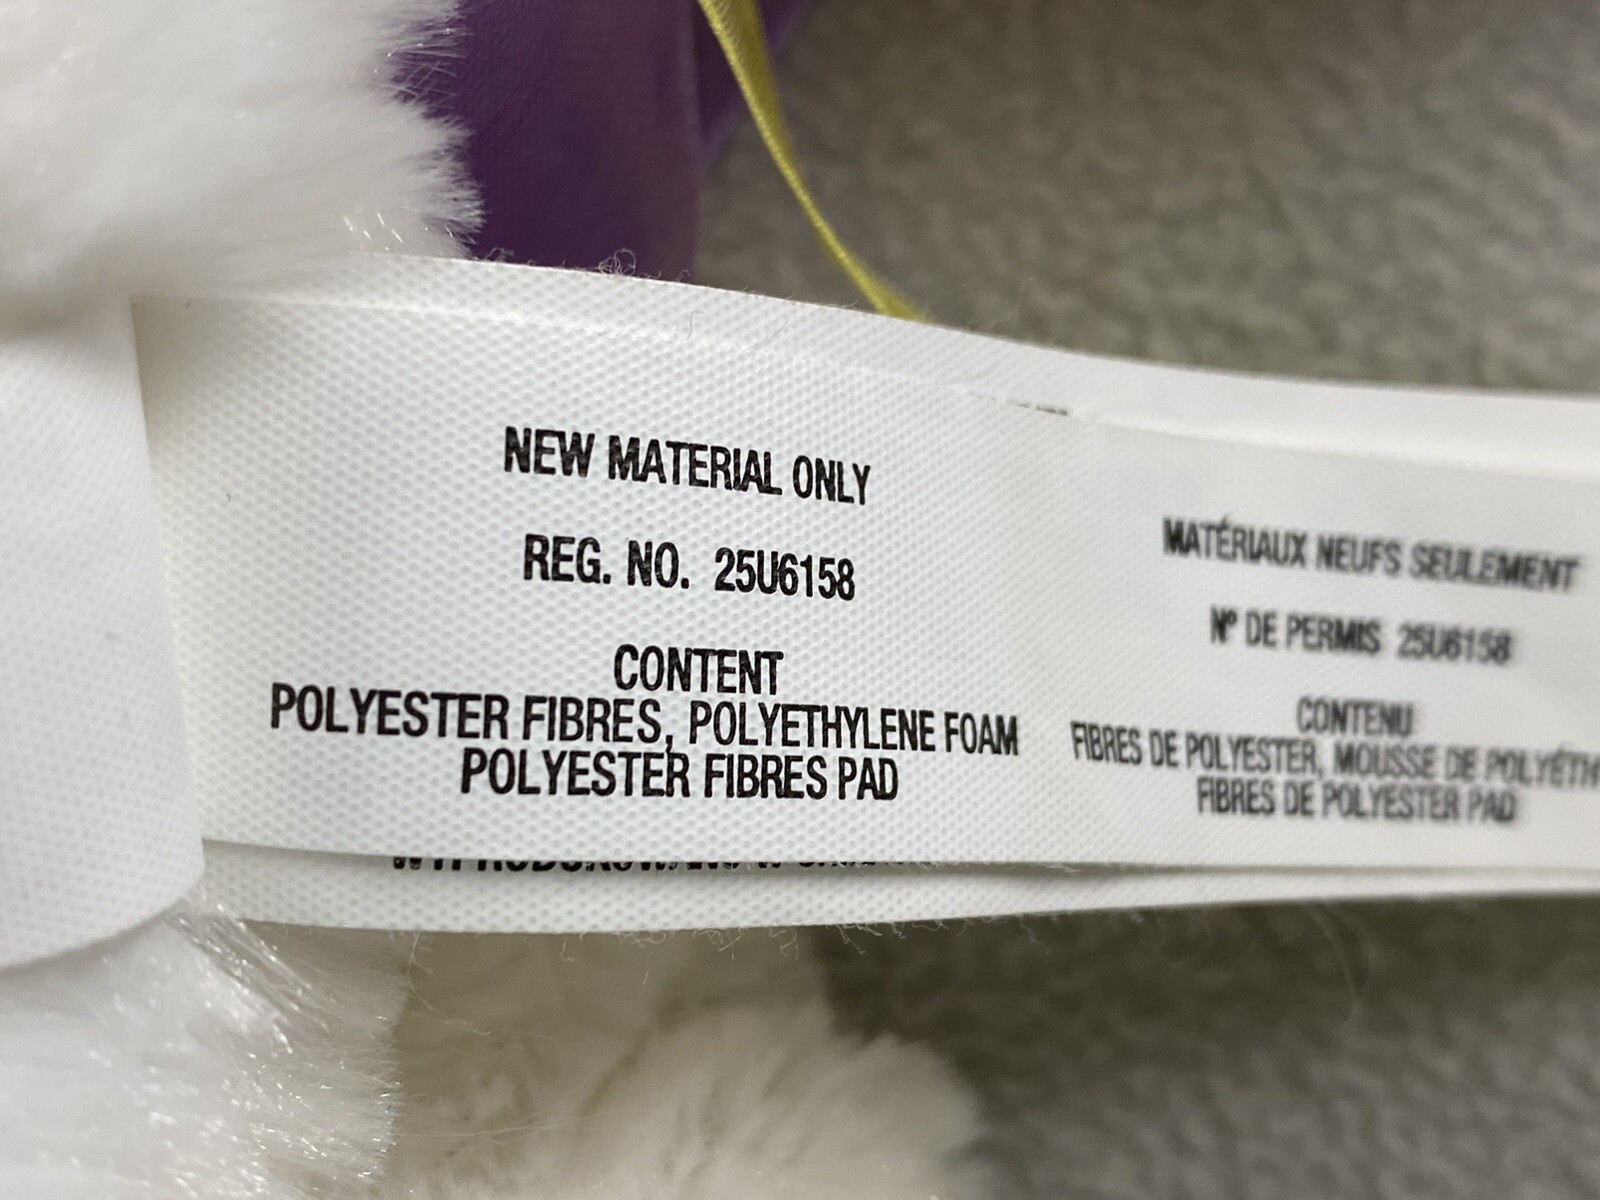 NEW MATERIAL ONLY
REG. NO. 25U6158
CONTENT
POLYESTER FIBRES, POLYETHYLENE FOAM
POLYESTER FIBRES PAD
MATÉRIAUX NEUFS SEULEMENT
Nº DE PERMIS 25U6158
CONTENU
FIBRES DE POLYESTER, MOUSSE DE POLYÉTH
FIBRES DE POLYESTER PAD